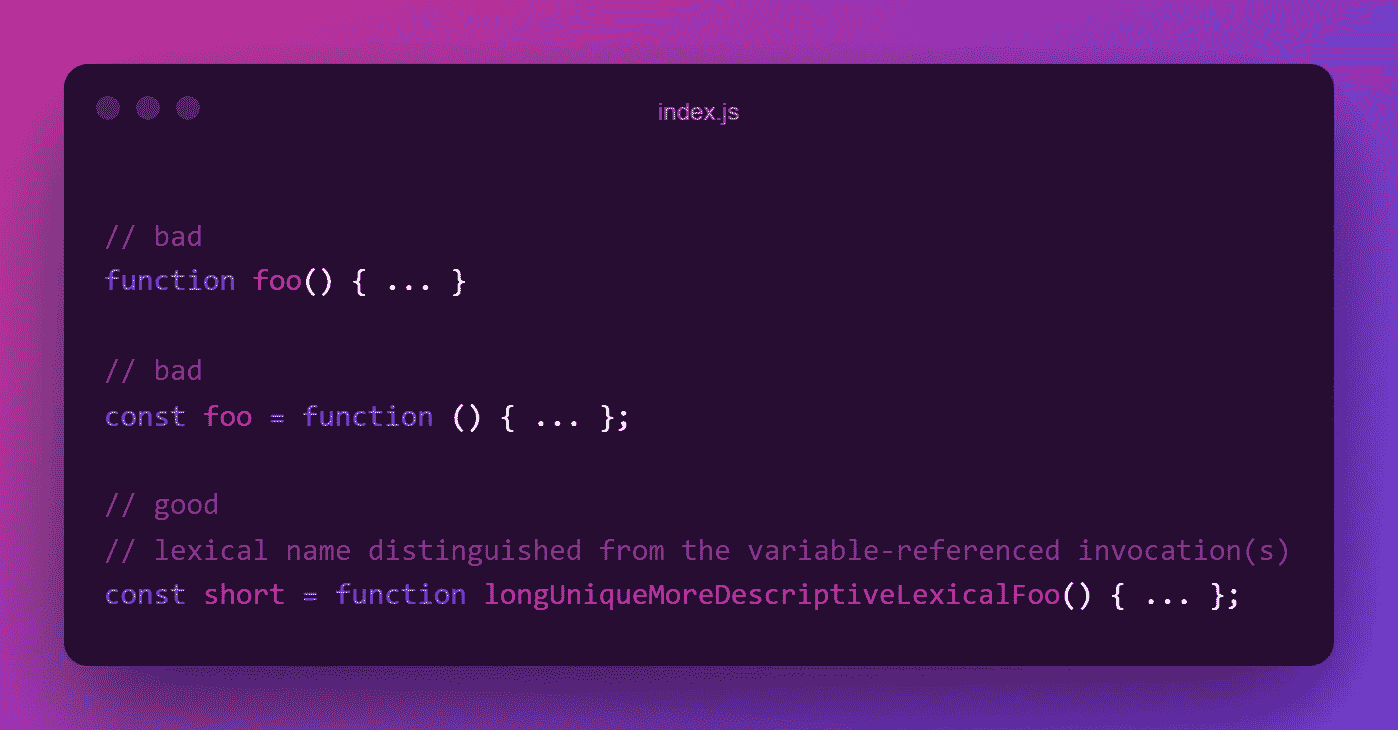 index.js
// bad
function foo() { ... }
// bad
const foo = function () { ... };
// good
// lexical name distinguished from the variable-referenced invocation(s)
const short = function longUniqueMoreDescriptiveLexicalFoo() { ... };